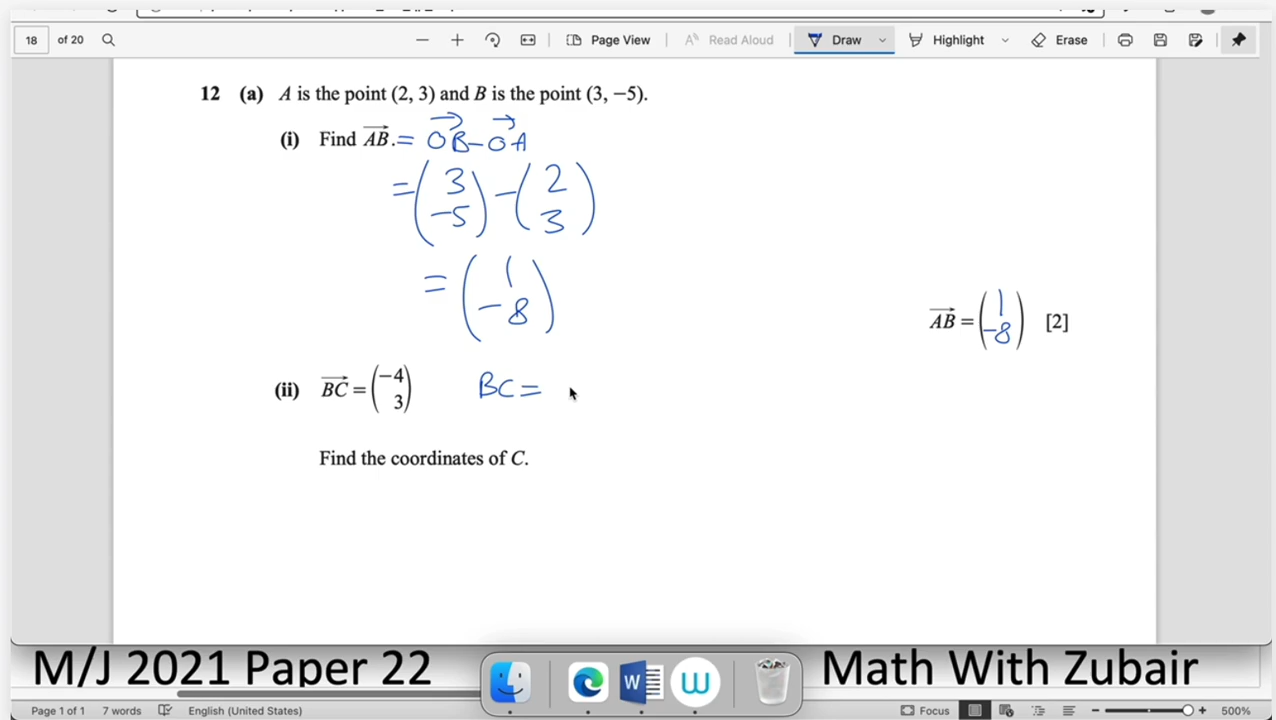 18 of 20 Page View Read Aloud Draw Highlight Erase
12 (a) A is the point (2, 3) and B is the point (3, −5).
(i) Find AB. = OB − OA
= (3 −5) − (2 3)
= (1 −8)
AB = (1 −8) [2]
(ii) BC = (−4 3) BC =
Find the coordinates of C.
M/J 2021 Paper 22 Math With Zubair
Page 1 of 1 7 words English (United States) Focus 500%